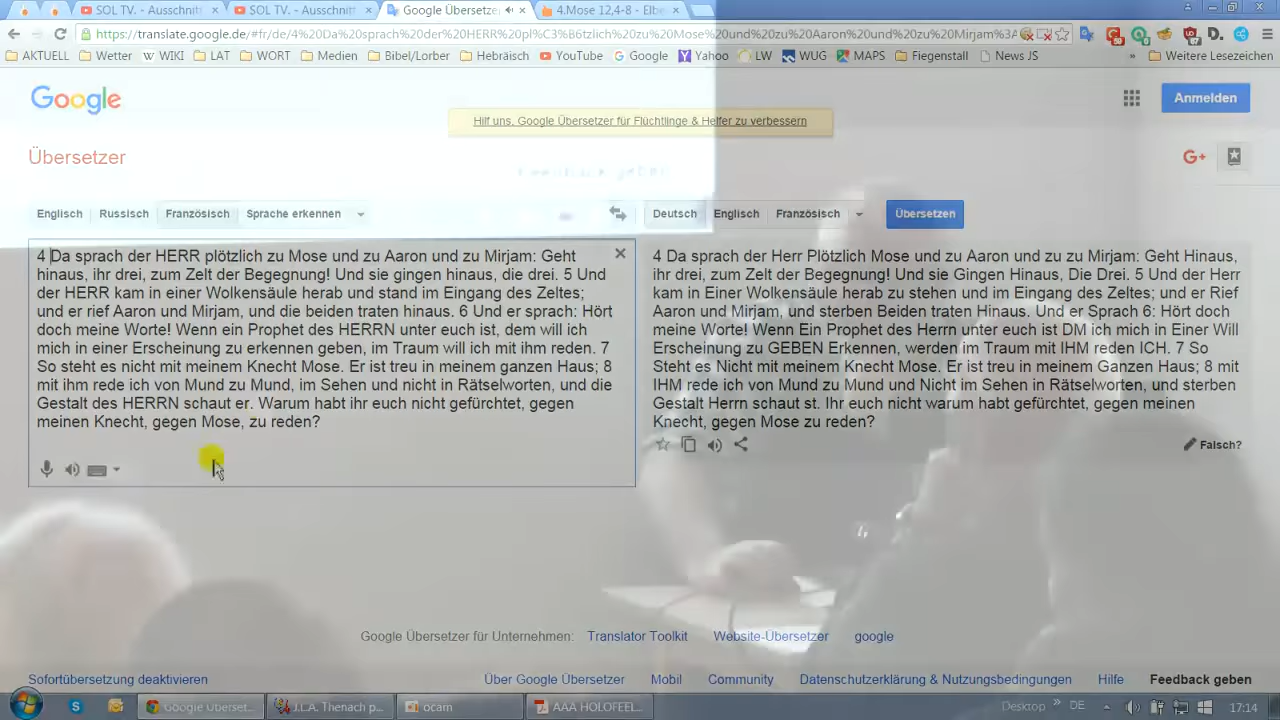 SOL TV. - Ausschnitt
SOL TV. - Ausschnitt
Google Übersetzer
4.Mose 12,4-8 - Elbe
https://translate.google.de/#fr/de/4%20Da%20sprach%20der%20HERR%20pl%C3%B6tzlich%20zu%20Mose%20und%20zu%20Aaron%20und%20zu%20Mirjam%3A
AKTUELL Wetter WIKI LAT WORT Medien Bibel/Lorber Hebräisch YouTube Google Yahoo LW WUG MAPS Fiegenstall News JS » Weitere Lesezeichen
Google
Anmelden
Hilf uns, Google Übersetzer für Flüchtlinge & Helfer zu verbessern
Übersetzer
G+
Englisch Russisch Französisch Sprache erkennen
Deutsch Englisch Französisch Übersetzen
4 Da sprach der HERR plötzlich zu Mose und zu Aaron und zu Mirjam: Geht
hinaus, ihr drei, zum Zelt der Begegnung! Und sie gingen hinaus, die drei. 5 Und
der HERR kam in einer Wolkensäule herab und stand im Eingang des Zeltes;
und er rief Aaron und Mirjam, und die beiden traten hinaus. 6 Und er sprach: Hört
doch meine Worte! Wenn ein Prophet des HERRN unter euch ist, dem will ich
mich in einer Erscheinung zu erkennen geben, im Traum will ich mit ihm reden. 7
So steht es nicht mit meinem Knecht Mose. Er ist treu in meinem ganzen Haus; 8
mit ihm rede ich von Mund zu Mund, im Sehen und nicht in Rätselworten, und die
Gestalt des HERRN schaut er. Warum habt ihr euch nicht gefürchtet, gegen
meinen Knecht, gegen Mose, zu reden?
4 Da sprach der Herr Plötzlich Mose und zu Aaron und zu zu Mirjam: Geht Hinaus,
ihr drei, zum Zelt der Begegnung! Und sie Gingen Hinaus, Die Drei. 5 Und der Herr
kam in Einer Wolkensäule herab zu stehen und im Eingang des Zeltes; und er Rief
Aaron und Mirjam, und sterben Beiden traten Hinaus. Und er Sprach 6: Hört doch
meine Worte! Wenn Ein Prophet des Herrn unter euch ist DM ich mich in Einer Will
Erscheinung zu GEBEN Erkennen, werden im Traum mit IHM reden ICH. 7 So
Steht es Nicht mit meinem Knecht Mose. Er ist treu in meinem Ganzen Haus; 8 mit
IHM rede ich von Mund zu Mund und Nicht im Sehen in Rätselworten, und sterben
Gestalt Herrn schaut st. Ihr euch nicht warum habt gefürchtet, gegen meinen
Knecht, gegen Mose zu reden?
Falsch?
Google Übersetzer für Unternehmen: Translator Toolkit Website-Übersetzer google
Sofortübersetzung deaktivieren Über Google Übersetzer Mobil Community Datenschutzerklärung & Nutzungsbedingungen Hilfe Feedback geben
Google Überset... J.L.A. Thenach p... ocam AAA HOLOFEEL... Desktop » DE 17:14